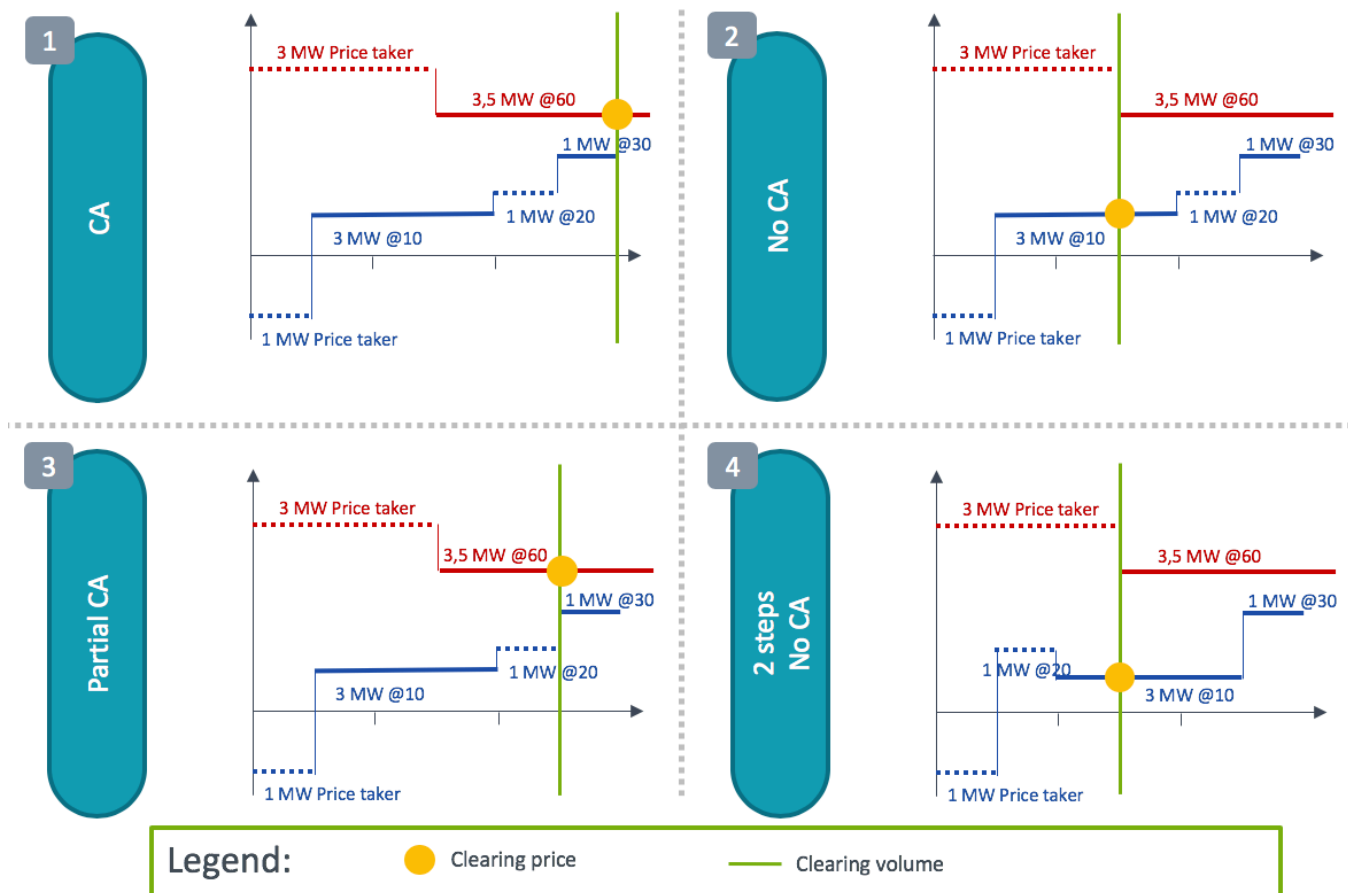 1
CA
3 MW Price taker
3,5 MW @60
1 MW @30
1 MW @20
3 MW @10
1 MW Price taker
2
No CA
3 MW Price taker
3,5 MW @60
1 MW @30
1 MW @20
3 MW @10
1 MW Price taker
3
Partial CA
3 MW Price taker
3,5 MW @60
1 MW @30
1 MW @20
3 MW @10
1 MW Price taker
4
2 steps
No CA
3 MW Price taker
3,5 MW @60
1 MW @30
1 MW @20
3 MW @10
1 MW Price taker
Legend:
Clearing price
Clearing volume